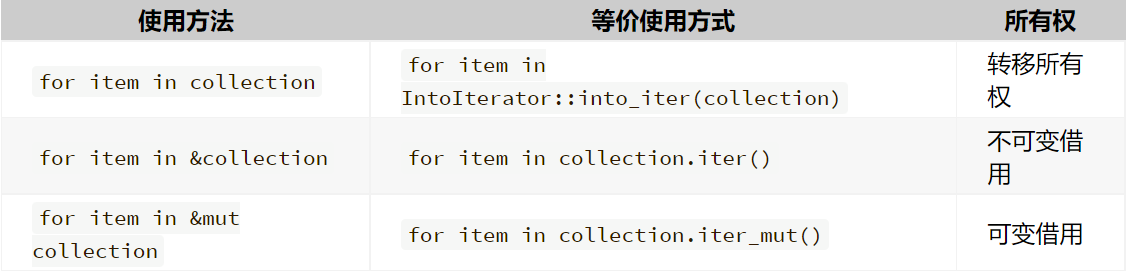 使用方法 等价使用方式 所有权
for item in collection
for item in
IntoIterator::into_iter(collection)
转移所有
权
for item in &collection
for item in collection.iter()
不可变借
用
for item in &mut
collection
for item in collection.iter_mut()
可变借用